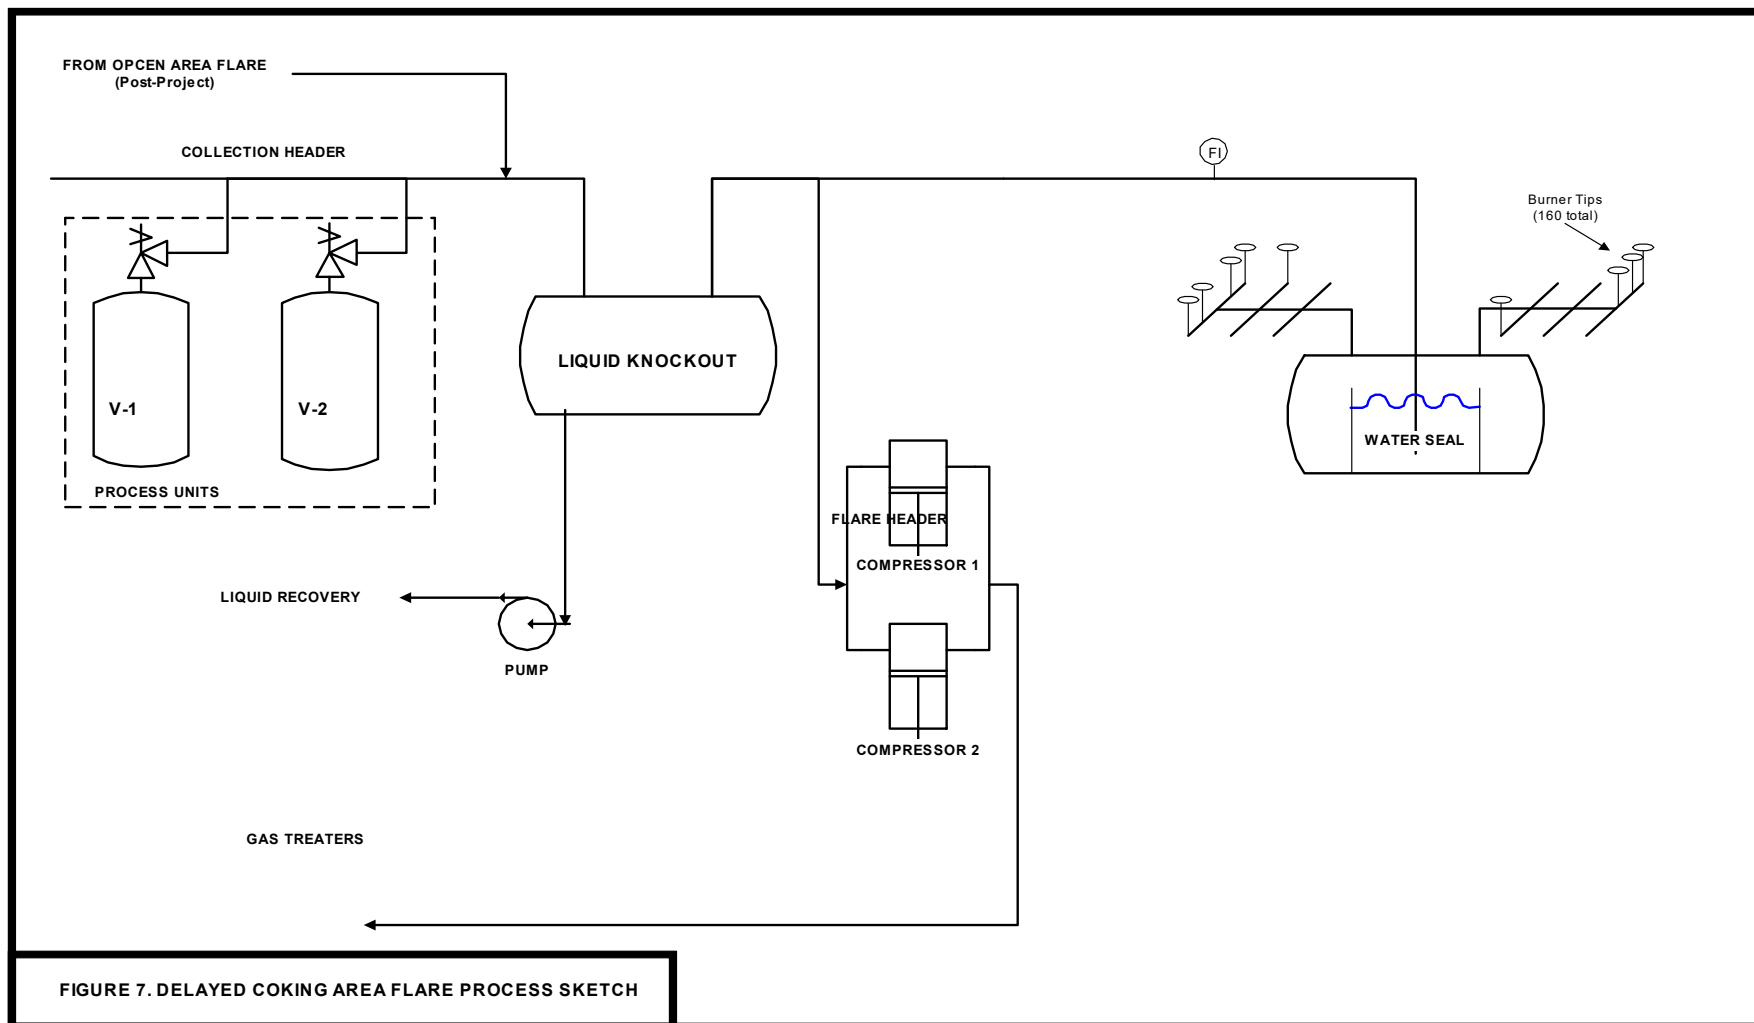 FROM OPCEN AREA FLARE
(Post-Project)
COLLECTION HEADER
FI
Burner Tips
(160 total)
LIQUID KNOCKOUT
V-1
V-2
WATER SEAL
PROCESS UNITS
FLARE HEADER
COMPRESSOR 1
LIQUID RECOVERY
PUMP
COMPRESSOR 2
GAS TREATERS
FIGURE 7. DELAYED COKING AREA FLARE PROCESS SKETCH